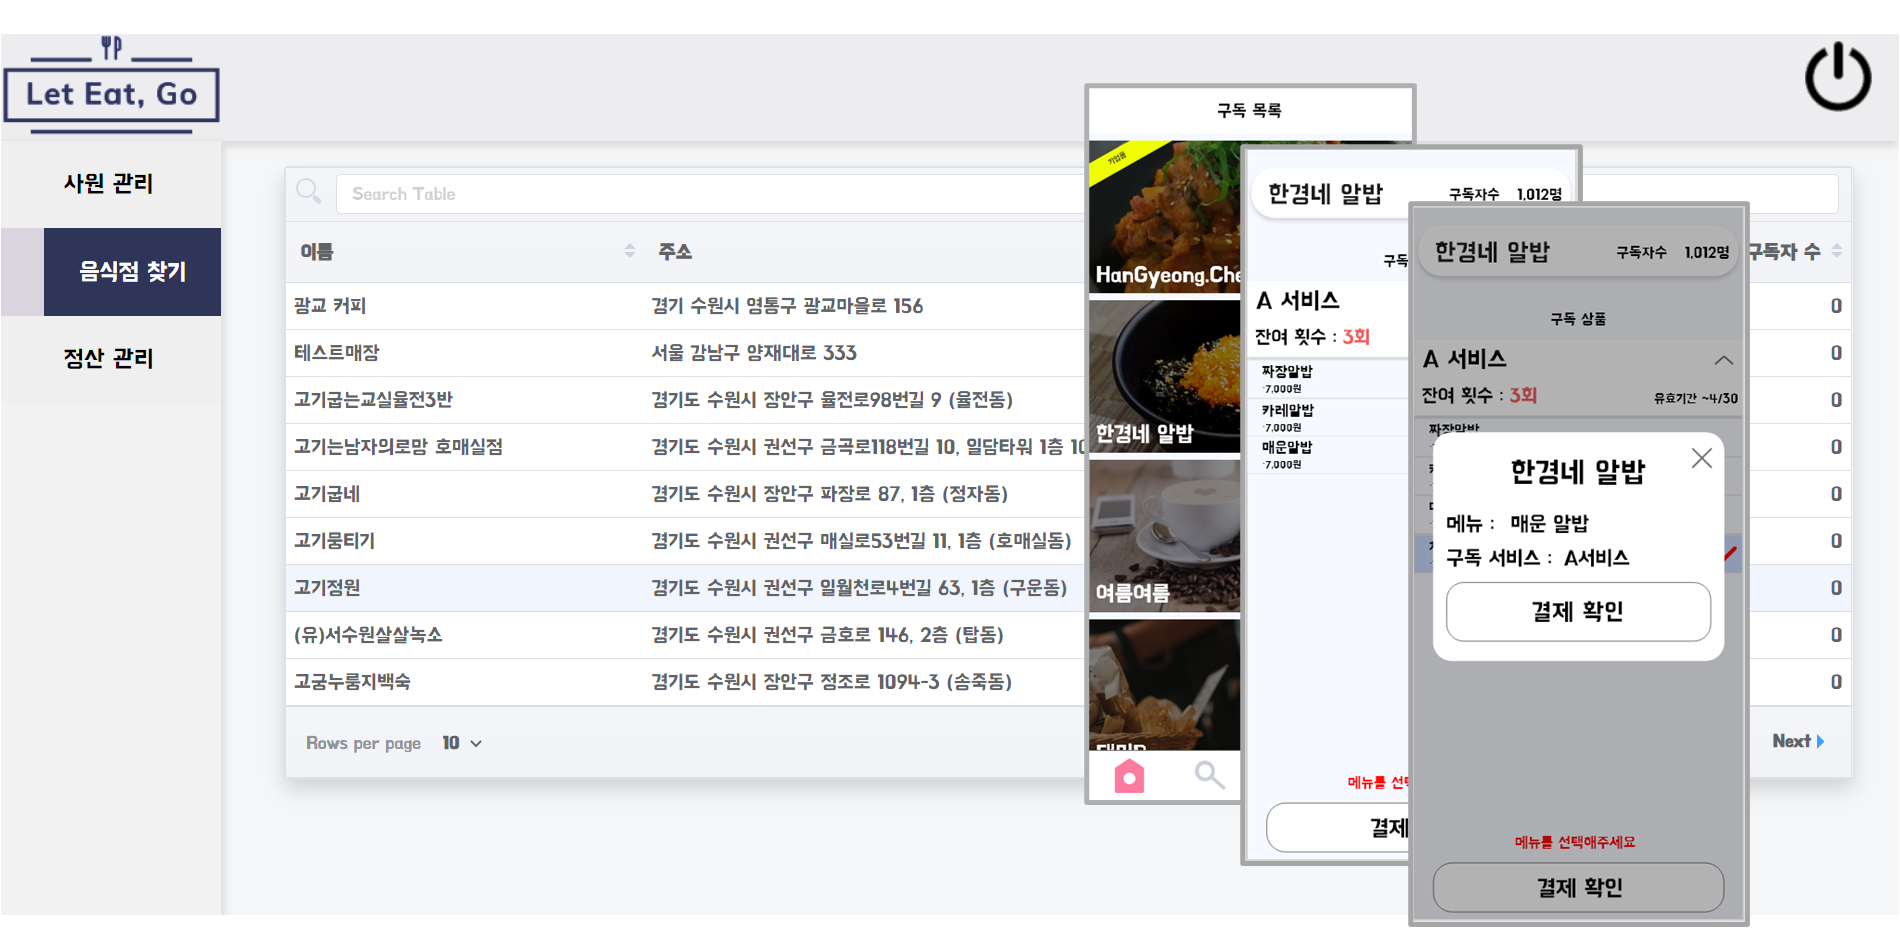 Let Eat, Go
사원 관리
음식점 찾기
정산 관리
Search Table
이름 주소 구독자 수
광교 커피 경기 수원시 영통구 광교마을로 156 0
테스트매장 서울 강남구 양재대로 333 0
고기굽는교실율전3반 경기도 수원시 장안구 율전로98번길 9 (율전동) 0
고기는남자의로망 호매실점 경기도 수원시 권선구 금곡로118번길 10, 일담타워 1층 10 0
고기굽네 경기도 수원시 장안구 파장로 87, 1층 (정자동) 0
고기뭉티기 경기도 수원시 권선구 매실로53번길 11, 1층 (호매실동) 0
고기정원 경기도 수원시 권선구 일월천로4번길 63, 1층 (구운동) 0
(유)서수원살살녹소 경기도 수원시 권선구 금호로 146, 2층 (탑동) 0
고궁누룽지백숙 경기도 수원시 장안구 정조로 1094-3 (송죽동) 0
Rows per page 10
Next
구독 목록
기업용
HanGyeong.Che
한경네 알밥
여름여름
한경네 알밥 구독자수 1,012명
구독
A 서비스
잔여 횟수 : 3회
짜장알밥
-7,000원
카레알밥
-7,000원
매운알밥
-7,000원
메뉴를 선
결제
한경네 알밥 구독자수 1,012명
구독 상품
A 서비스
잔여 횟수 : 3회 유효기간 ~4/30
짜장알밥
한경네 알밥
메뉴 : 매운 알밥
구독 서비스 : A서비스
결제 확인
메뉴를 선택해주세요
결제 확인